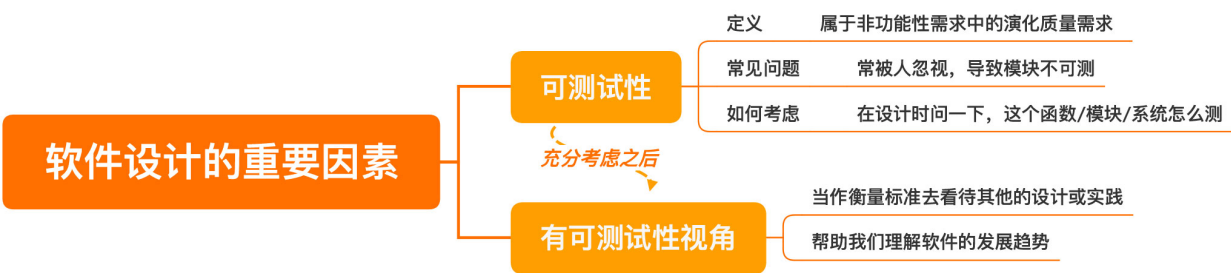 软件设计的重要因素
可测试性
定义 属于非功能性需求中的演化质量需求
常见问题 常被人忽视，导致模块不可测
如何考虑 在设计时问一下，这个函数/模块/系统怎么测
充分考虑之后
有可测试性视角
当作衡量标准去看待其他的设计或实践
帮助我们理解软件的发展趋势